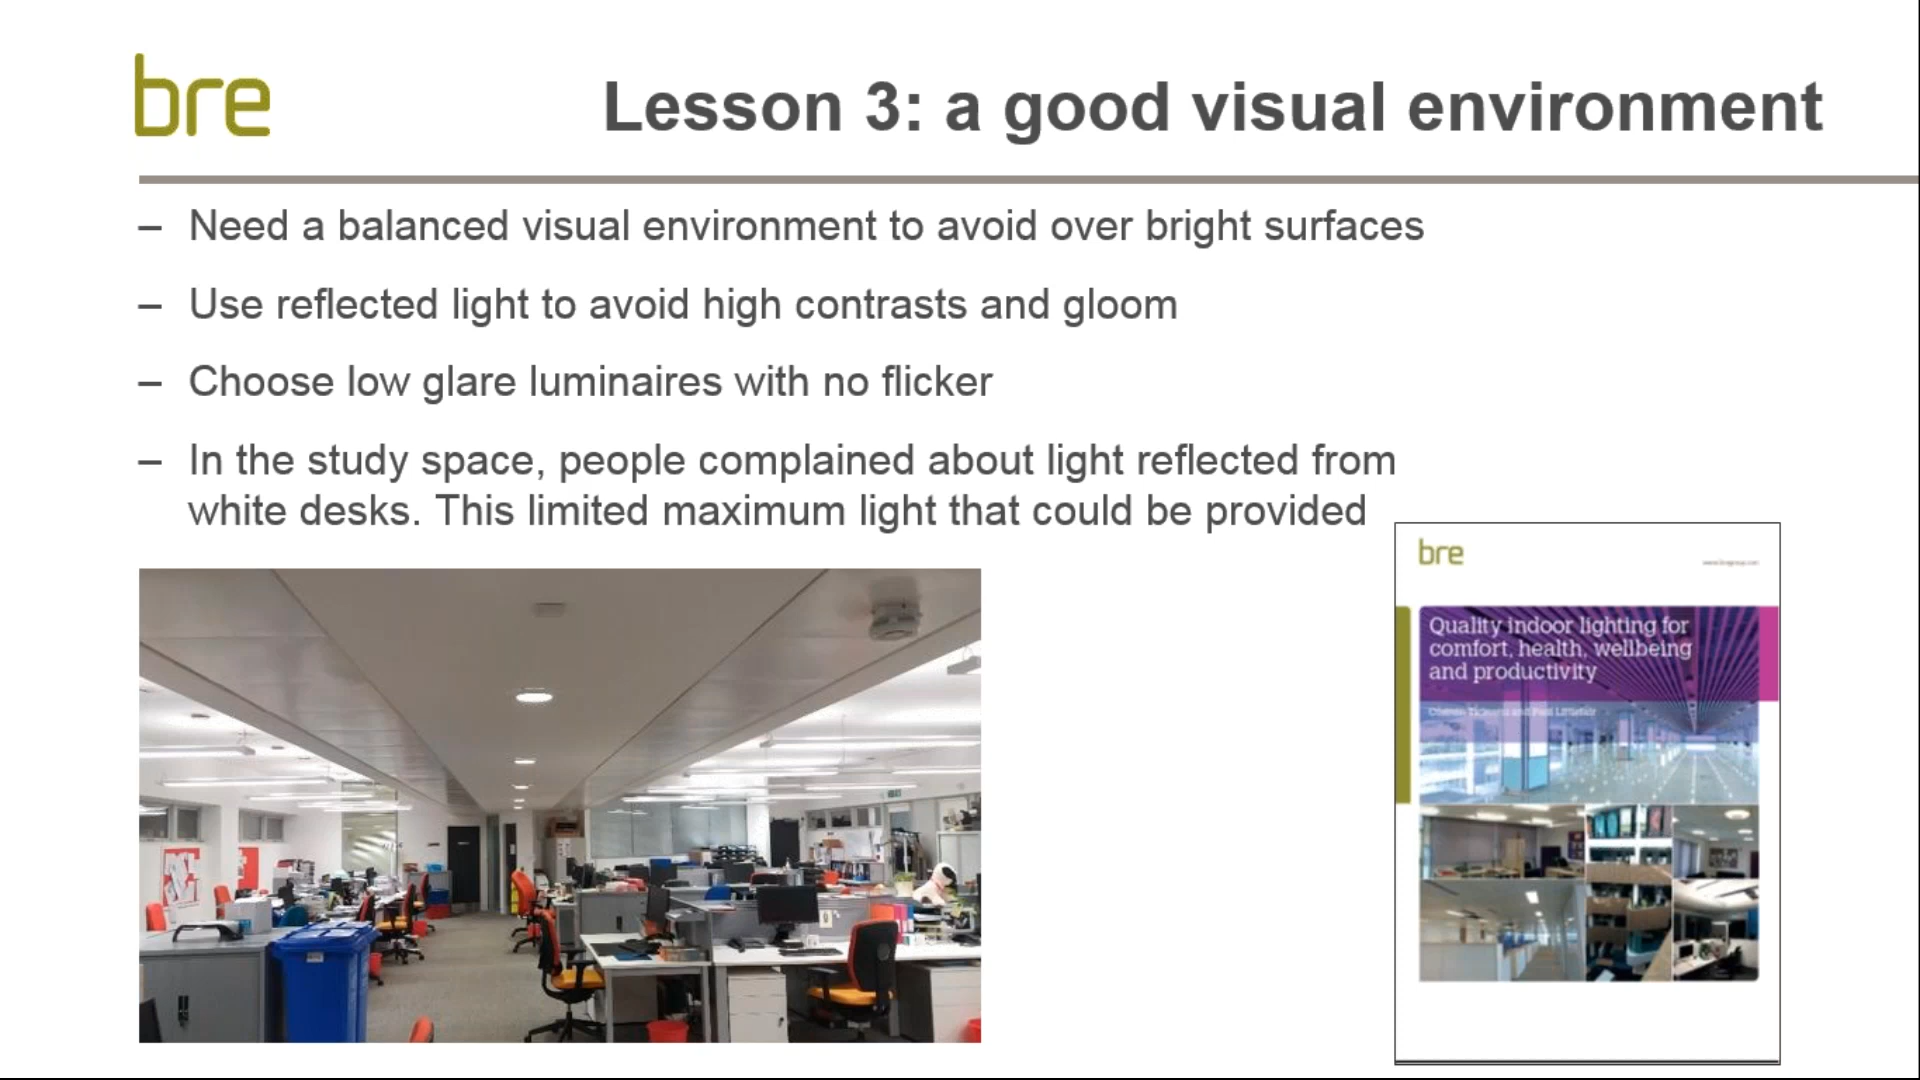 bre
Lesson 3: a good visual environment
– Need a balanced visual environment to avoid over bright surfaces
– Use reflected light to avoid high contrasts and gloom
– Choose low glare luminaires with no flicker
– In the study space, people complained about light reflected from
white desks. This limited maximum light that could be provided
bre
Quality indoor lighting for
comfort, health, wellbeing
and productivity